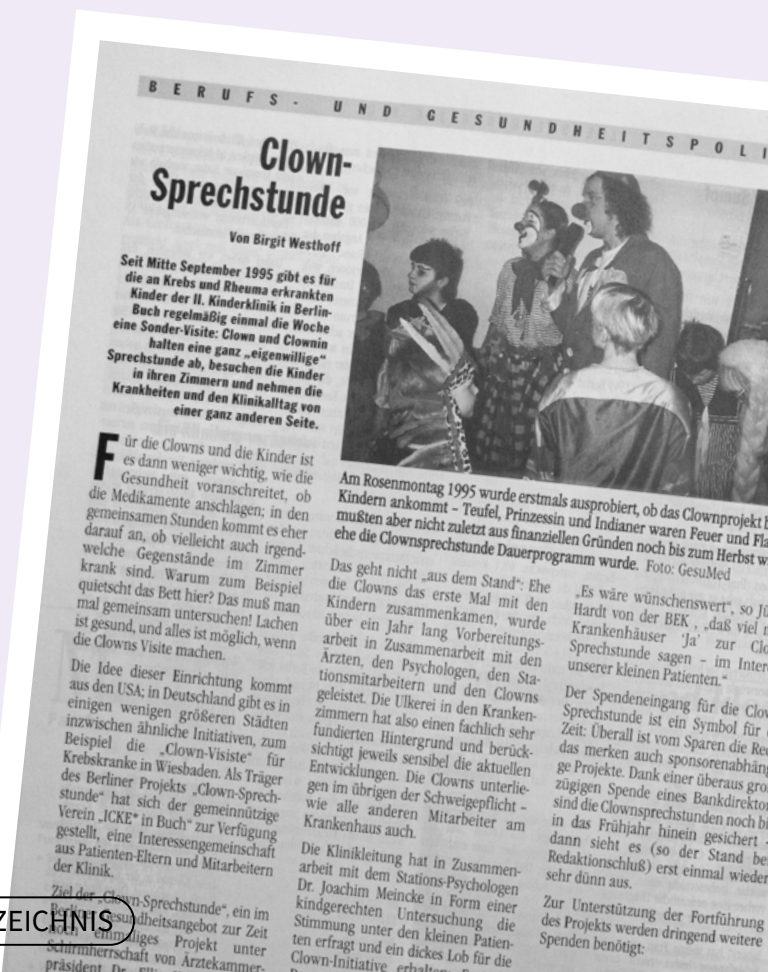 BERUFS- UND GESUNDHEITSPOLI
Clown-
Sprechstunde
Von Birgit Westhoff
Seit Mitte September 1995 gibt es für
die an Krebs und Rheuma erkrankten
Kinder der II. Kinderklinik in Berlin-
Buch regelmäßig einmal die Woche
eine Sonder-Visite: Clown und Clownin
halten eine ganz „eigenwillige“
Sprechstunde ab, besuchen die Kinder
in ihren Zimmern und nehmen die
Krankheiten und den Klinikalltag von
einer ganz anderen Seite.
Für die Clowns und die Kinder ist
es dann weniger wichtig, wie die
Gesundheit voranschreitet, ob
die Medikamente anschlagen; in den
gemeinsamen Stunden kommt es eher
darauf an, ob vielleicht auch irgend-
welche Gegenstände im Zimmer
krank sind. Warum zum Beispiel
quietscht das Bett hier? Das muß man
mal gemeinsam untersuchen! Lachen
ist gesund, und alles ist möglich, wenn
die Clowns Visite machen.
Die Idee dieser Einrichtung kommt
aus den USA; in Deutschland gibt es in
einigen wenigen größeren Städten
inzwischen ähnliche Initiativen, zum
Beispiel die „Clown-Visiste“ für
Krebskranke in Wiesbaden. Als Träger
des Berliner Projekts „Clown-Sprech-
stunde“ hat sich der gemeinnützige
Verein „ICKE* in Buch“ zur Verfügung
gestellt, eine Interessengemeinschaft
aus Patienten-Eltern und Mitarbeitern
der Klinik.
Ziel der „Clown-Sprechstunde“, ein im
Gesundheitsangebot zur Zeit
noch einmaliges Projekt unter
Schirmherrschaft von Ärztekammer-
präsident Dr.
Am Rosenmontag 1995 wurde erstmals ausprobiert, ob das Clownprojekt b
Kindern ankommt – Teufel, Prinzessin und Indianer waren Feuer und Fla
mußten aber nicht zuletzt aus finanziellen Gründen noch bis zum Herbst w
ehe die Clownsprechstunde Dauerprogramm wurde. Foto: GesuMed
Das geht nicht „aus dem Stand“: Ehe
die Clowns das erste Mal mit den
Kindern zusammenkamen, wurde
über ein Jahr lang Vorbereitungs-
arbeit in Zusammenarbeit mit den
Ärzten, den Psychologen, den Sta-
tionsmitarbeitern und den Clowns
geleistet. Die Ulkerei in den Kranken-
zimmern hat also einen fachlich sehr
fundierten Hintergrund und berück-
sichtigt jeweils sensibel die aktuellen
Entwicklungen. Die Clowns unterlie-
gen im übrigen der Schweigepflicht –
wie alle anderen Mitarbeiter am
Krankenhaus auch.
Die Klinikleitung hat in Zusammen-
arbeit mit dem Stations-Psychologen
Dr. Joachim Meincke in Form einer
kindgerechten Untersuchung die
Stimmung unter den kleinen Patien-
ten erfragt und ein dickes Lob für die
Clown-Initiative erhalten.
„Es wäre wünschenswert“, so Jü
Hardt von der BEK , „daß viel m
Krankenhäuser ‘Ja’ zur Clo
Sprechstunde sagen – im Inter
unserer kleinen Patienten.“
Der Spendeneingang für die Clow
Sprechstunde ist ein Symbol für
Zeit: Überall ist vom Sparen die Re
das merken auch sponsorenabhäng
ge Projekte. Dank einer überaus gro
zügigen Spende eines Bankdirekto
sind die Clownsprechstunden noch bi
in das Frühjahr hinein gesichert -
dann sieht es (so der Stand be
Redaktionschluß) erst einmal wieder
sehr dünn aus.
Zur Unterstützung der Fortführung
des Projekts werden dringend weitere
Spenden benötigt:
ZEICHNIS